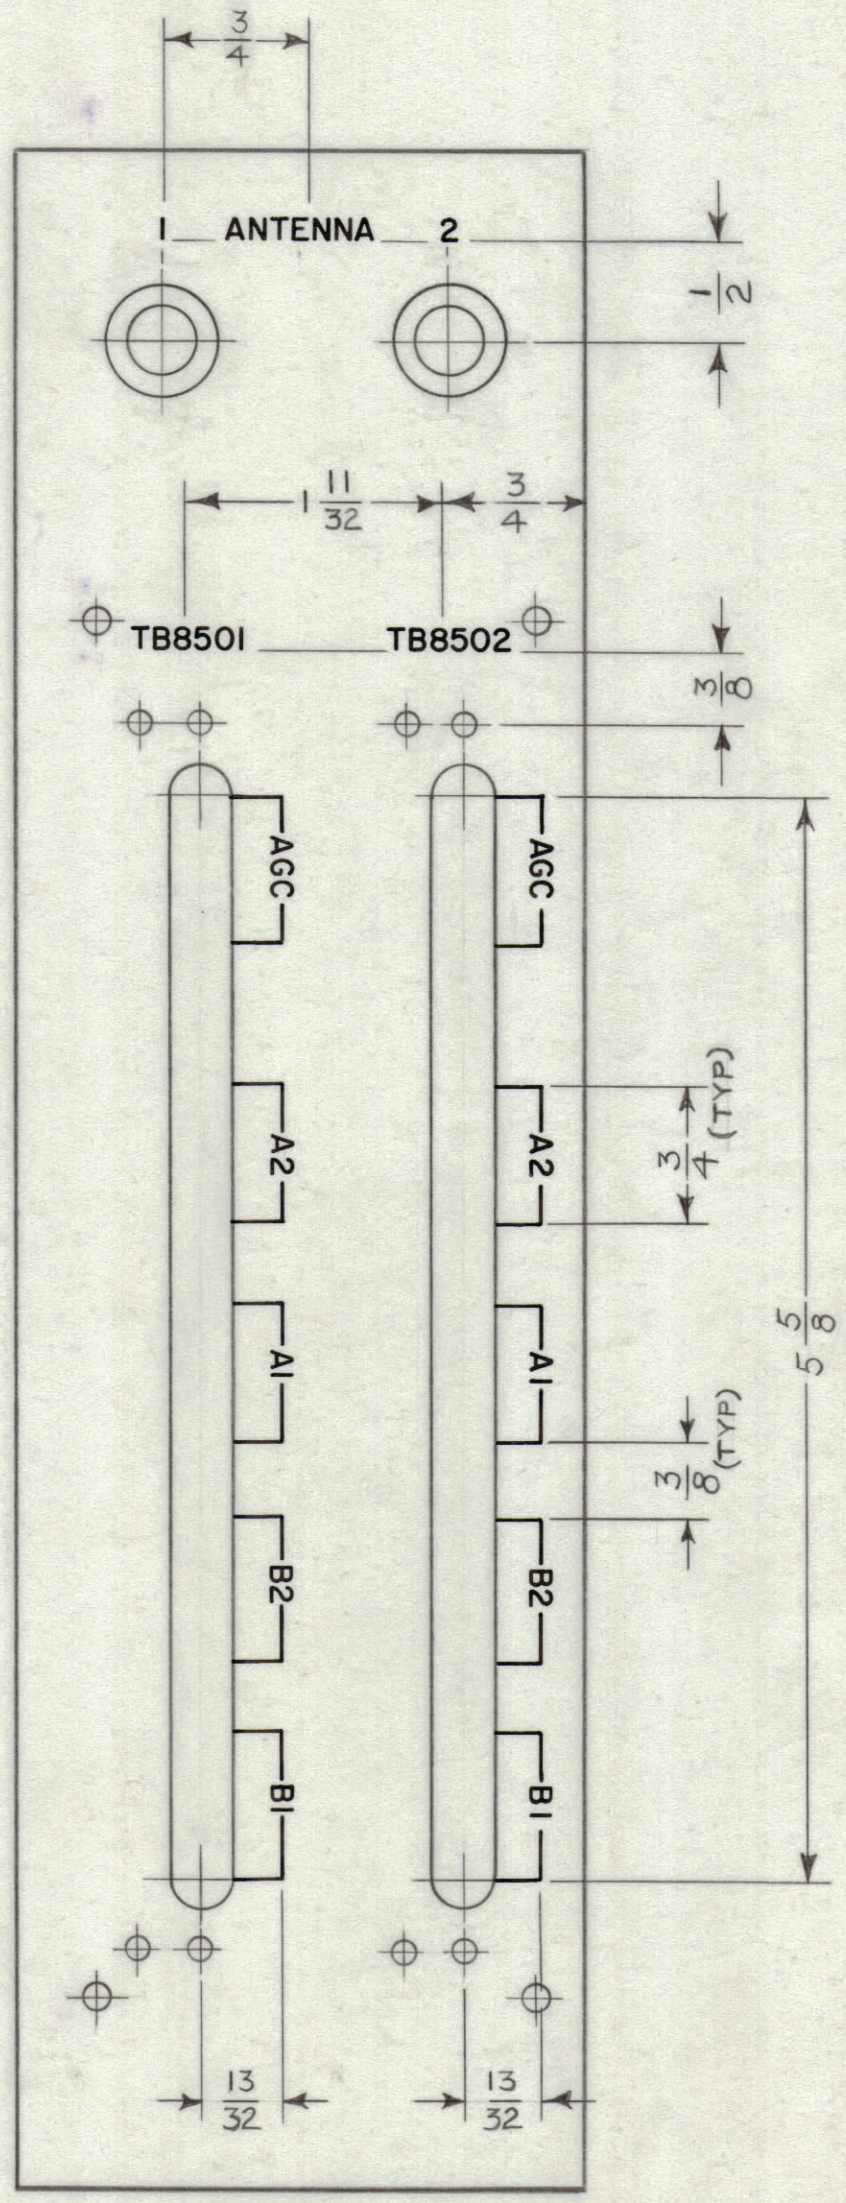 3/4
1 ANTENNA 2
1/2
1 11/32
3/4
TB8501 TB8502
3/8
AGC AGC
A2 A2
3/4 (TYP)
A1 A1
5 5/8
3/8 (TYP)
B2 B2
B1 B1
13/32 13/32